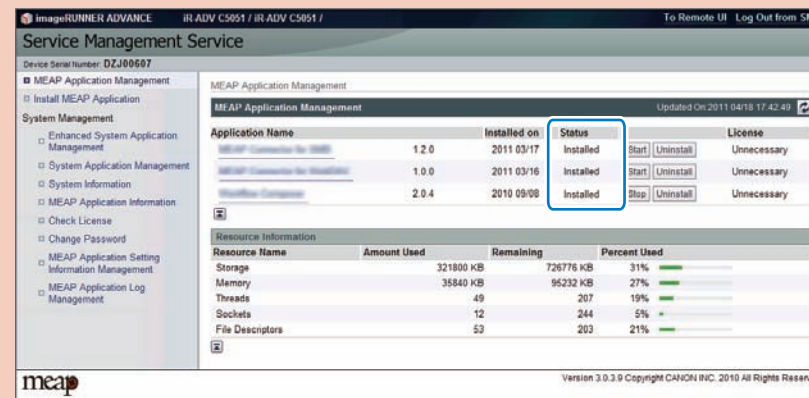 imageRUNNER ADVANCE iR-ADV C5051 / iR-ADV C5051 / To Remote UI Log Out from
Service Management Service
Device Serial Number: DZJ00607
MEAP Application Management
Install MEAP Application
System Management
Enhanced System Application
Management
System Application Management
System Information
MEAP Application Information
Check License
Change Password
MEAP Application Setting
Information Management
MEAP Application Log
Management
MEAP Application Management
MEAP Application Management Updated On:2011 04/18 17:42:49
Application Name Installed on Status License
1.2.0 2011 03/17 Installed Start Uninstall Unnecessary
1.0.0 2011 03/16 Installed Start Uninstall Unnecessary
2.0.4 2010 09/08 Installed Stop Uninstall Unnecessary
Resource Information
Resource Name Amount Used Remaining Percent Used
Storage 321800 KB 726776 KB 31%
Memory 35840 KB 95232 KB 27%
Threads 49 207 19%
Sockets 12 244 5%
File Descriptors 53 203 21%
meap
Version 3.0.3.9 Copyright CANON INC. 2010 All Rights